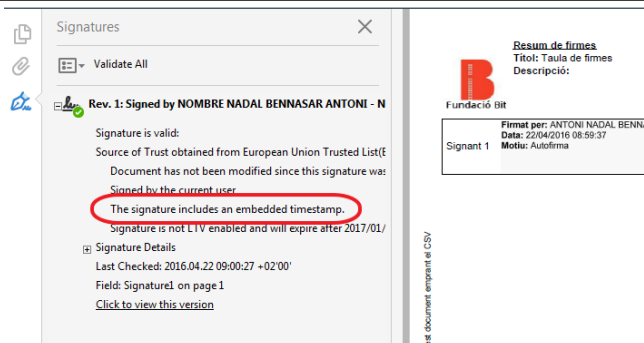 Signatures
Validate All
Rev. 1: Signed by NOMBRE NADAL BENNASAR ANTONI - N
Signature is valid:
Source of Trust obtained from European Union Trusted List(E
Document has not been modified since this signature was
Signed by the current user
The signature includes an embedded timestamp.
Signature is not LTV enabled and will expire after 2017/01/
Signature Details
Last Checked: 2016.04.22 09:00:27 +02'00'
Field: Signature1 on page 1
Click to view this version
Resum de firmes
Títol: Taula de firmes
Descripció:
Fundació Bit
Signant 1
Firmat per: ANTONI NADAL BENNA
Data: 22/04/2016 08:59:37
Motiu: Autofirma
est document emprant el CSV